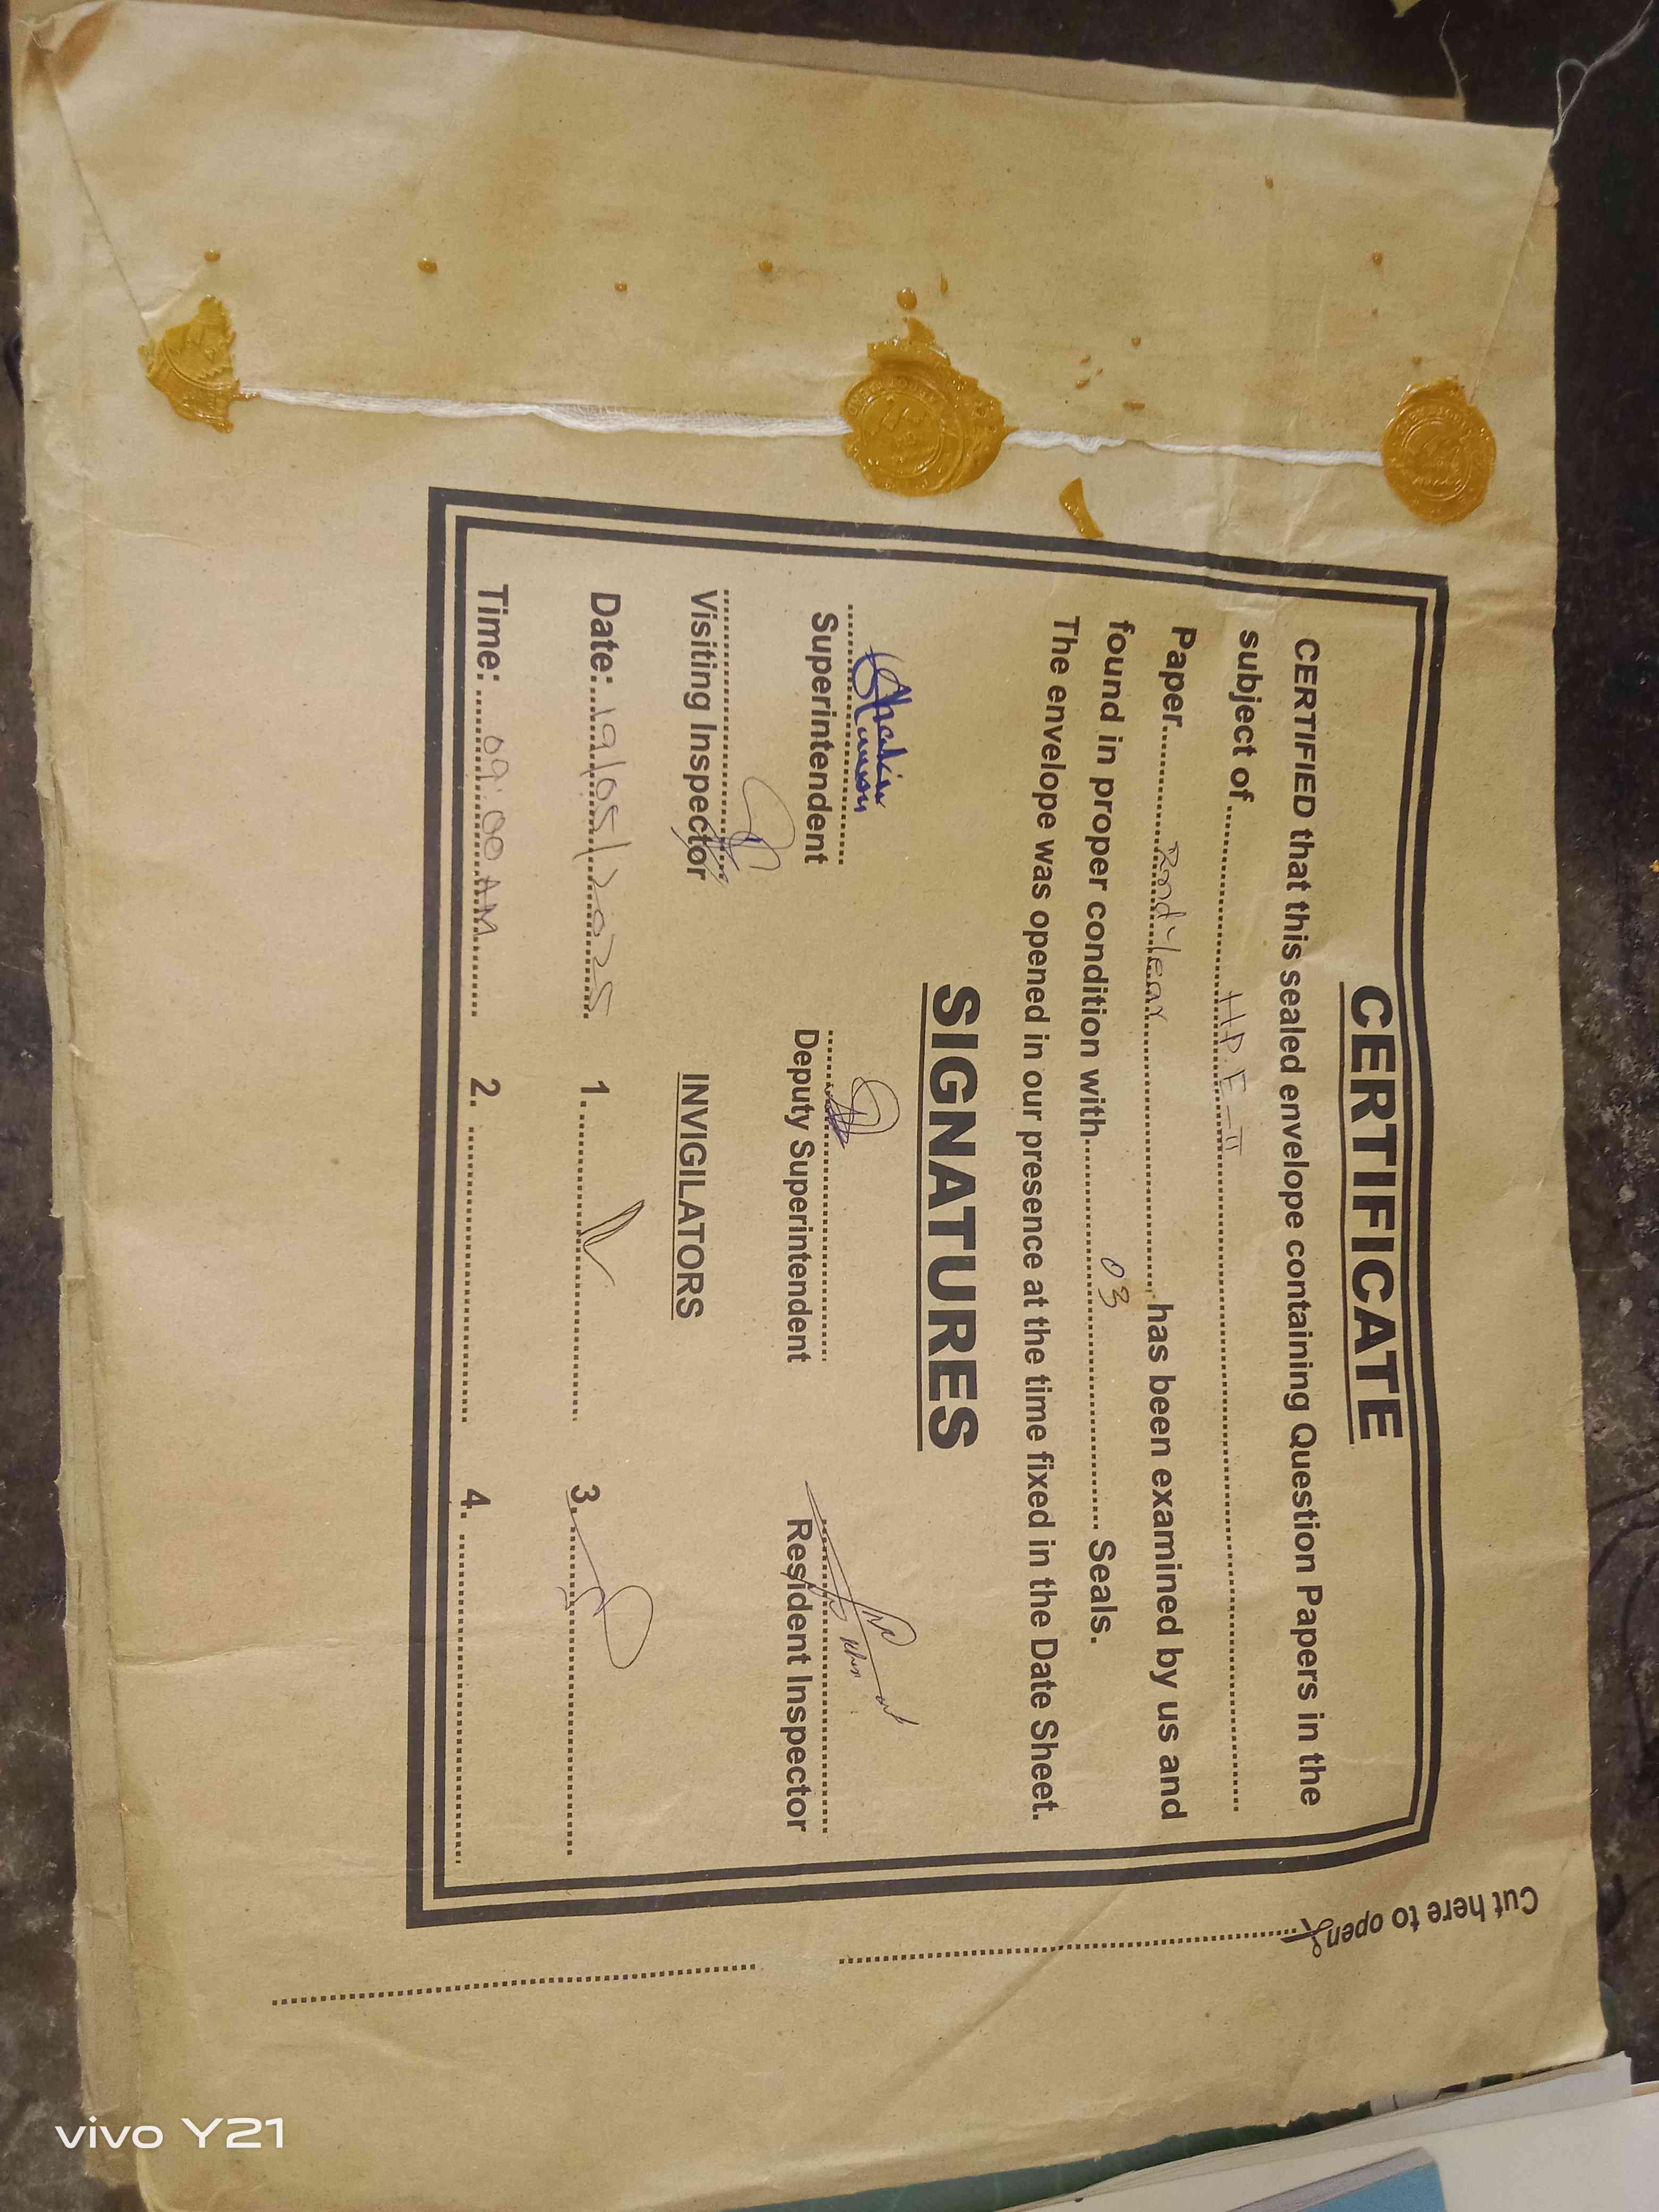 CERTIFICATE
CERTIFIED that this sealed envelope containing Question Papers in the
subject of ........ H.P.E-II ........
Paper ........ 2nd year ........, has been examined by us and
found in proper condition with ........ 03 ........ Seals.
The envelope was opened in our presence at the time fixed in the Date Sheet.
SIGNATURES
Superintendent Deputy Superintendent Resident Inspector
Visiting Inspector
INVIGILATORS
Date: 19/05/2025 1. 3.
Time: 09:00 AM 2. 4.
Cut here to open
vivo Y21